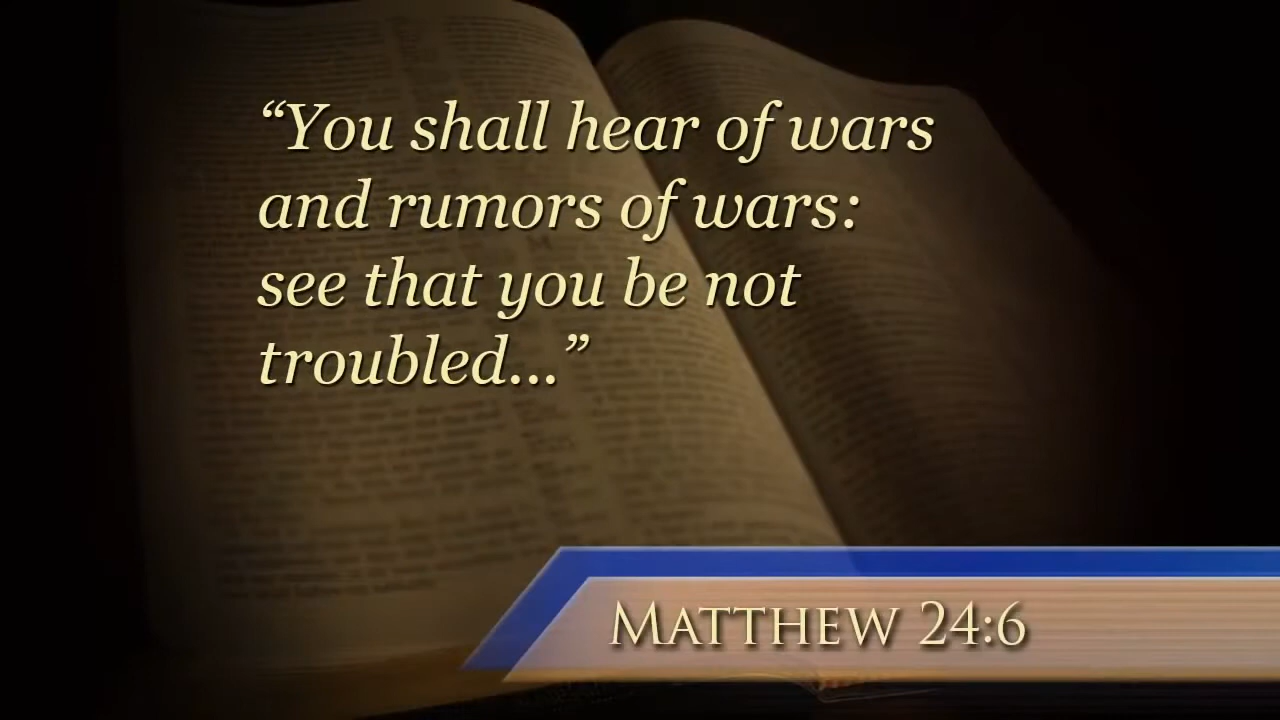 “You shall hear of wars
and rumors of wars:
see that you be not
troubled...”
Matthew 24:6